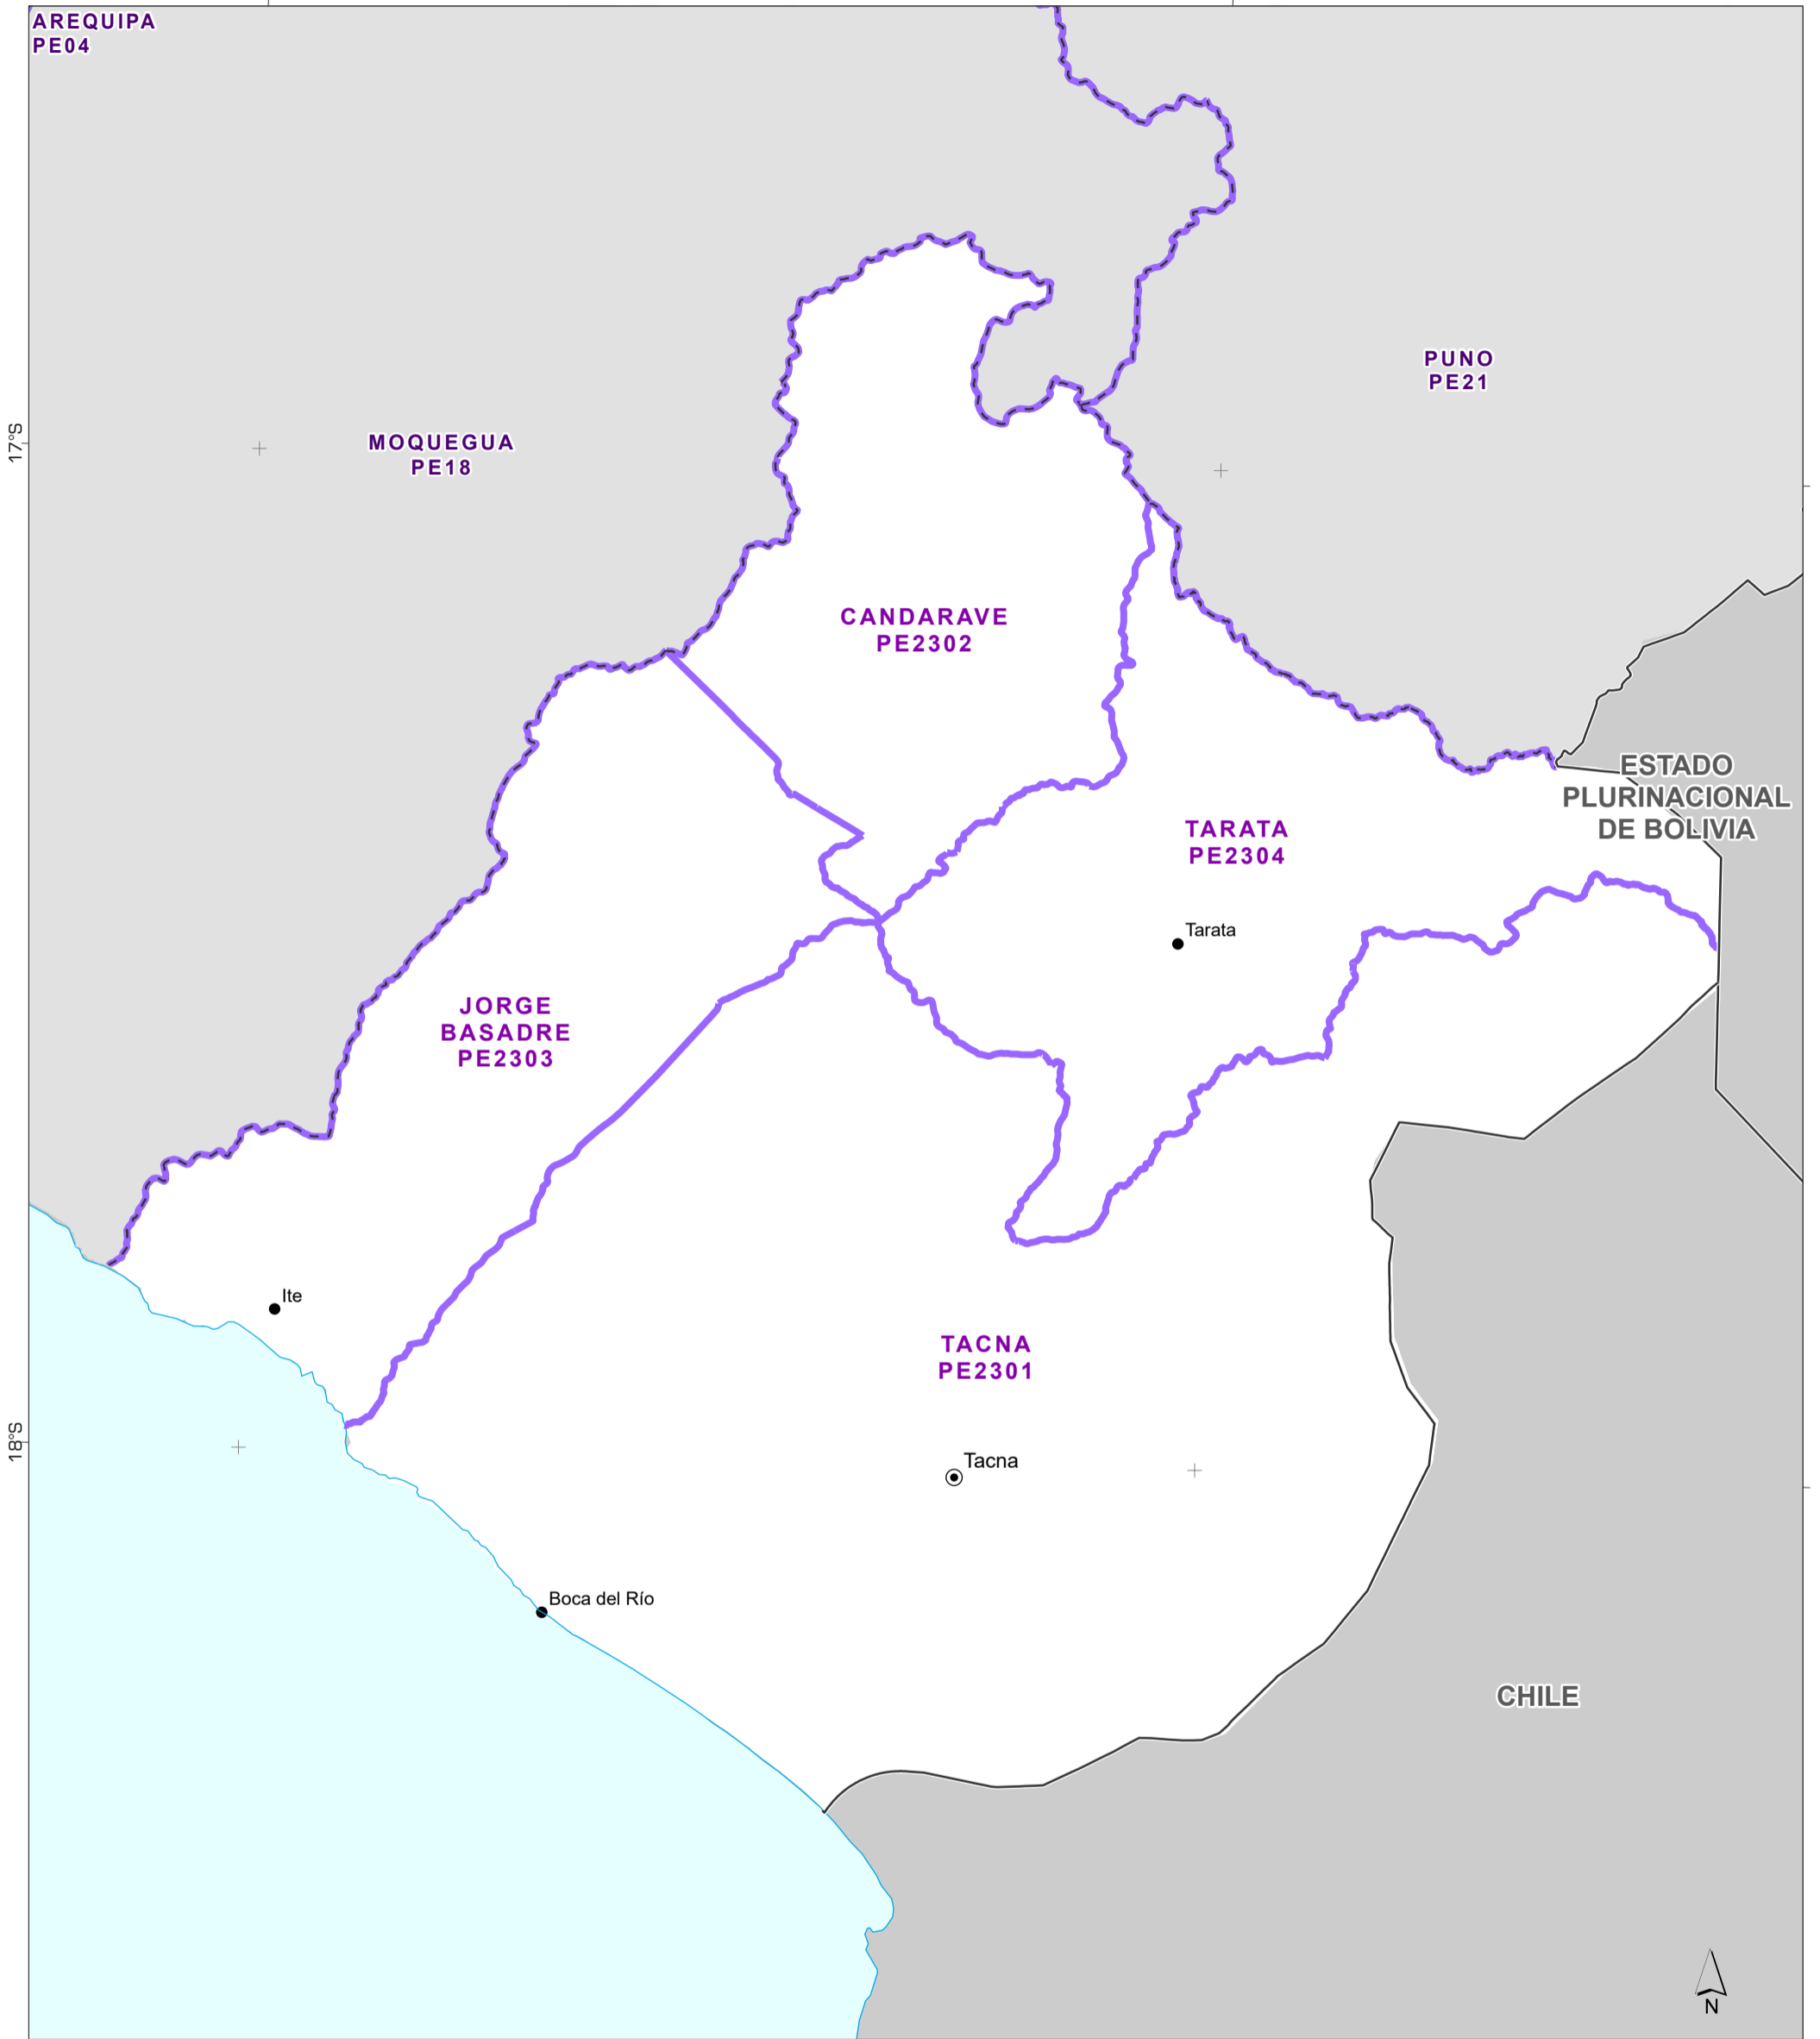 AREQUIPA
PE04
PUNO
PE21
MOQUEGUA
PE18
17°S
CANDARAVE
PE2302
ESTADO
PLURINACIONAL
DE BOLIVIA
TARATA
PE2304
Tarata
JORGE
BASADRE
PE2303
Ite
TACNA
PE2301
18°S
Tacna
Boca del Río
CHILE
N